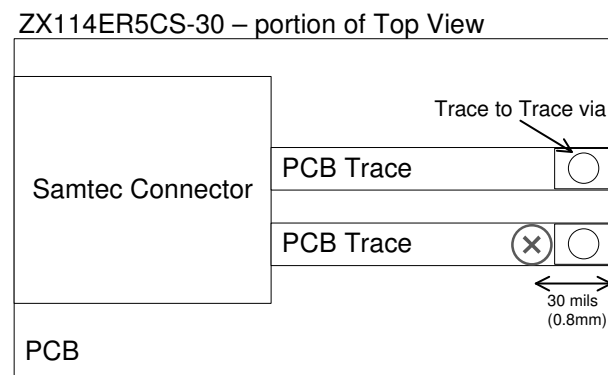 ZX114ER5CS-30 – portion of Top View
Trace to Trace via
PCB Trace
Samtec Connector
PCB Trace
30 mils
(0.8mm)
PCB